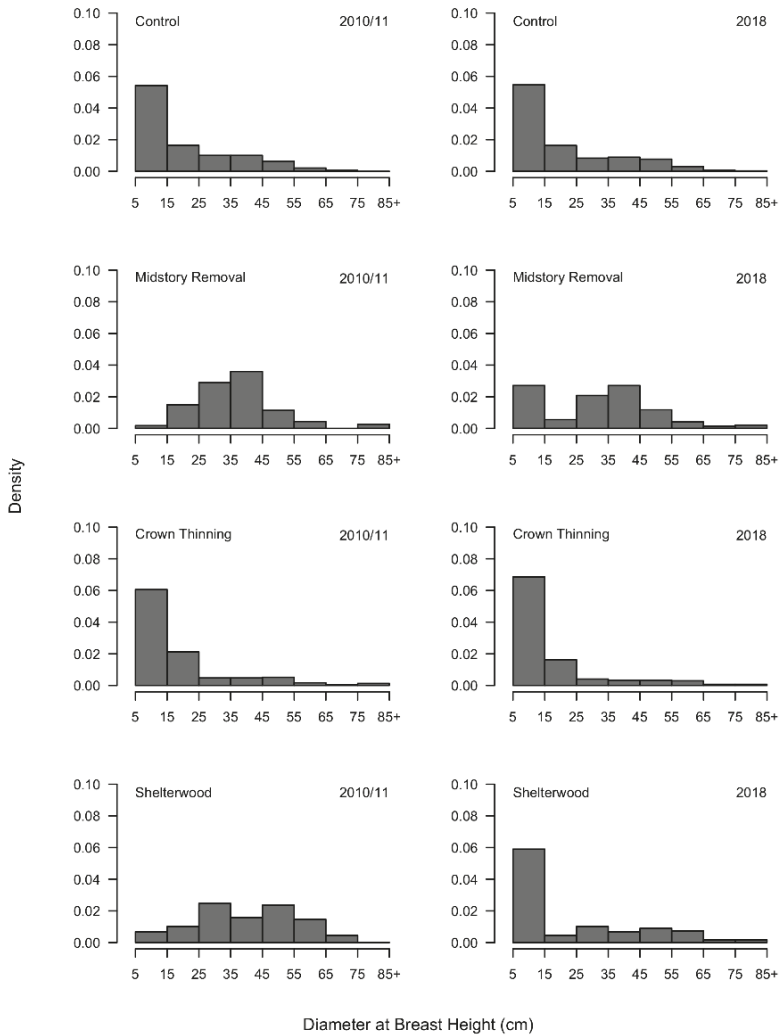 Control 2010/11
0.10
0.08
0.06
0.04
0.02
0.00
5 15 25 35 45 55 65 75 85+
Control 2018
0.10
0.08
0.06
0.04
0.02
0.00
5 15 25 35 45 55 65 75 85+
Midstory Removal 2010/11
0.10
0.08
0.06
0.04
0.02
0.00
5 15 25 35 45 55 65 75 85+
Midstory Removal 2018
0.10
0.08
0.06
0.04
0.02
0.00
5 15 25 35 45 55 65 75 85+
Density
Crown Thinning 2010/11
0.10
0.08
0.06
0.04
0.02
0.00
5 15 25 35 45 55 65 75 85+
Crown Thinning 2018
0.10
0.08
0.06
0.04
0.02
0.00
5 15 25 35 45 55 65 75 85+
Shelterwood 2010/11
0.10
0.08
0.06
0.04
0.02
0.00
5 15 25 35 45 55 65 75 85+
Shelterwood 2018
0.10
0.08
0.06
0.04
0.02
0.00
5 15 25 35 45 55 65 75 85+
Diameter at Breast Height (cm)